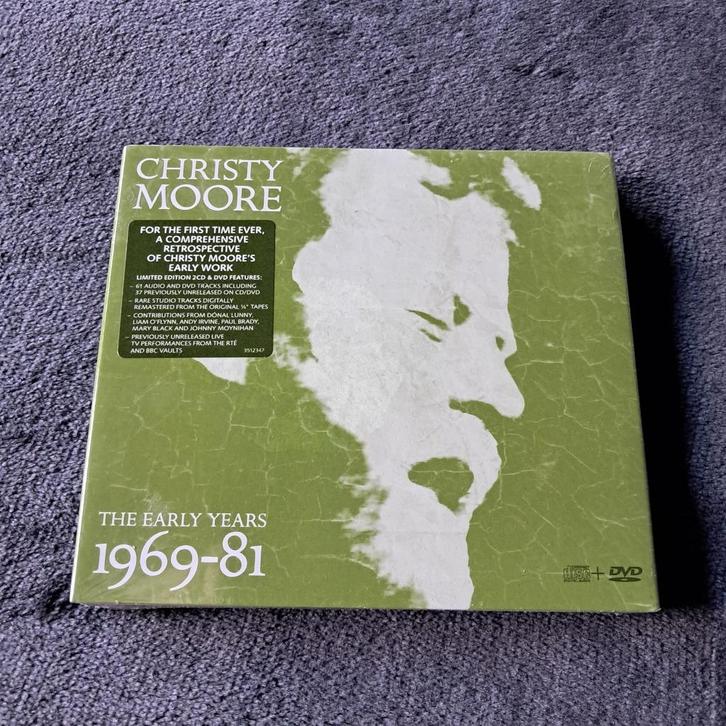 CHRISTY
MOORE
FOR THE FIRST TIME EVER,
A COMPREHENSIVE
RETROSPECTIVE
OF CHRISTY MOORE'S
EARLY WORK
LIMITED EDITION 2CD & DVD FEATURES:
– 61 AUDIO AND DVD TRACKS INCLUDING
37 PREVIOUSLY UNRELEASED ON CD/DVD
– RARE STUDIO TRACKS DIGITALLY
REMASTERED FROM THE ORIGINAL ¼" TAPES
– CONTRIBUTIONS FROM DÓNAL LUNNY,
LIAM O'FLYNN, ANDY IRVINE, PAUL BRADY,
MARY BLACK AND JOHNNY MOYNIHAN
– PREVIOUSLY UNRELEASED LIVE
TV PERFORMANCES FROM THE RTÉ
AND BBC VAULTS 3512347
THE EARLY YEARS
1969-81
DISC + DVD